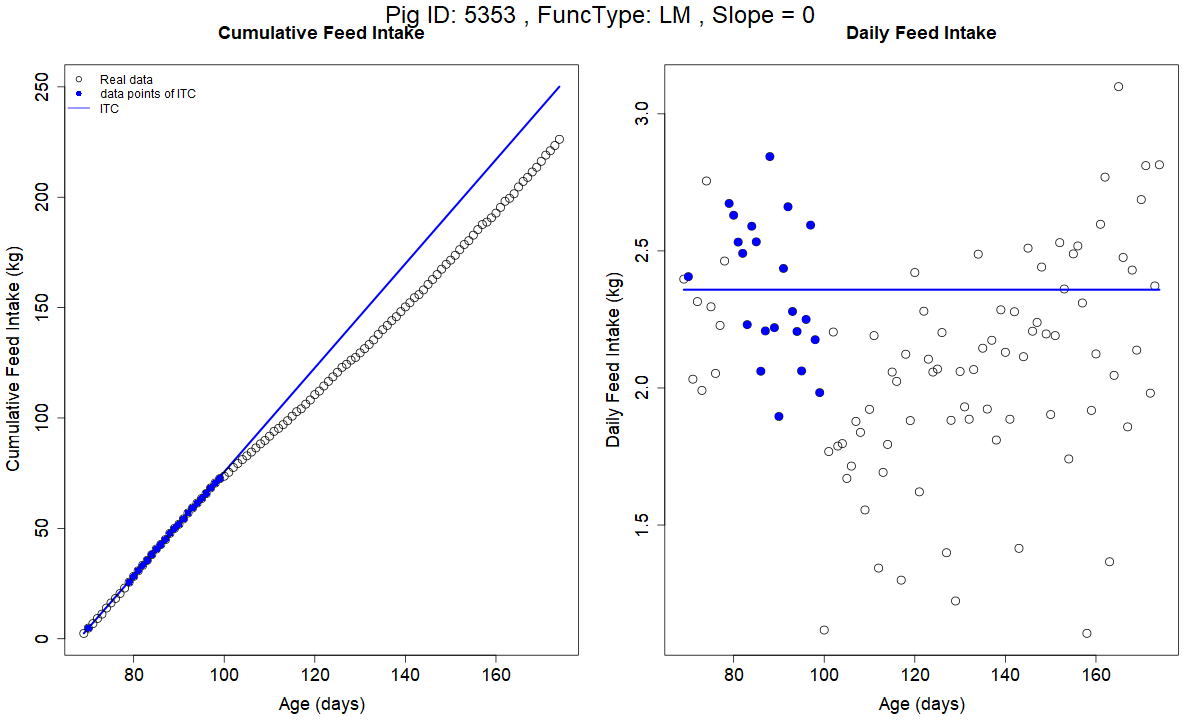 Pig ID: 5353 , FuncType: LM , Slope = 0
Cumulative Feed Intake
Real data
data points of ITC
ITC
Cumulative Feed Intake (kg)
0
50
100
150
200
250
80
100
120
140
160
Age (days)
Daily Feed Intake
Daily Feed Intake (kg)
1.5
2.0
2.5
3.0
80
100
120
140
160
Age (days)